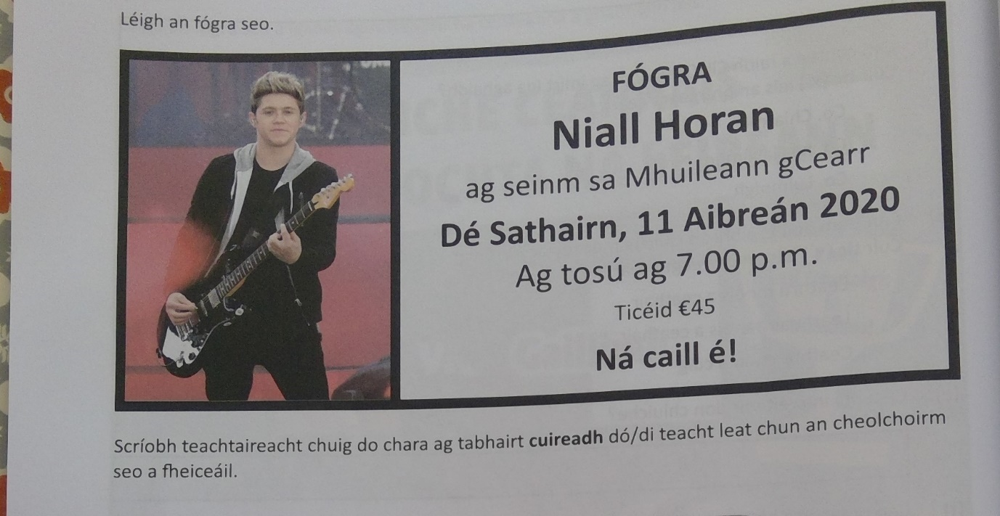 Léigh an fógra seo.
FÓGRA
Niall Horan
ag seinm sa Mhuileann gCearr
Dé Sathairn, 11 Aibreán 2020
Ag tosú ag 7.00 p.m.
Ticéid €45
Ná caill é!
Scríobh teachtaireacht chuig do chara ag tabhairt cuireadh dó/di teacht leat chun an cheolchoirm
seo a fheiceáil.